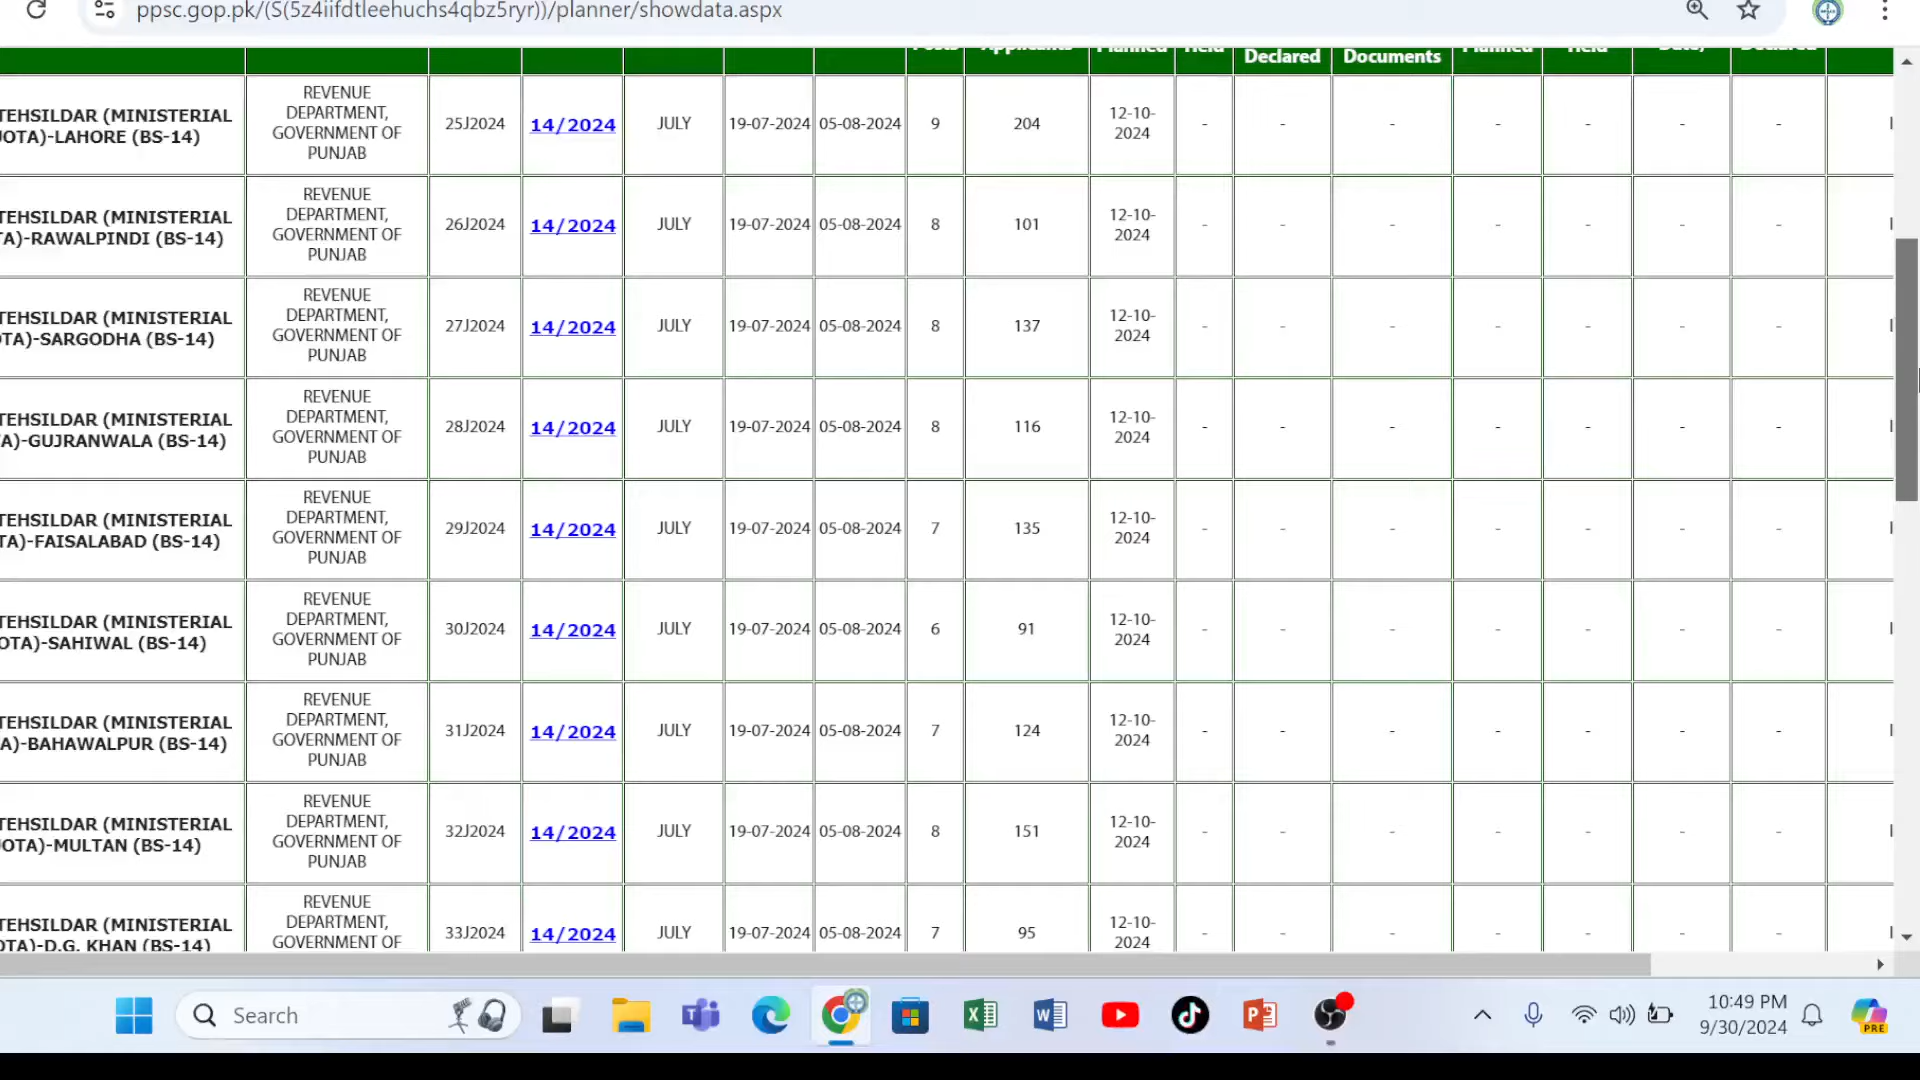 ppsc.gop.pk/(S(5z4iifdtleehuchs4qbz5ryr))/planner/showdata.aspx
Declared Documents
TEHSILDAR (MINISTERIAL
UOTA)-LAHORE (BS-14)
REVENUE
DEPARTMENT,
GOVERNMENT OF
PUNJAB
25J2024 14/2024 JULY 19-07-2024 05-08-2024 9 204
12-10-
2024
- - - - - - -
TEHSILDAR (MINISTERIAL
TA)-RAWALPINDI (BS-14)
REVENUE
DEPARTMENT,
GOVERNMENT OF
PUNJAB
26J2024 14/2024 JULY 19-07-2024 05-08-2024 8 101
12-10-
2024
- - - - - - -
TEHSILDAR (MINISTERIAL
OTA)-SARGODHA (BS-14)
REVENUE
DEPARTMENT,
GOVERNMENT OF
PUNJAB
27J2024 14/2024 JULY 19-07-2024 05-08-2024 8 137
12-10-
2024
- - - - - - -
TEHSILDAR (MINISTERIAL
A)-GUJRANWALA (BS-14)
REVENUE
DEPARTMENT,
GOVERNMENT OF
PUNJAB
28J2024 14/2024 JULY 19-07-2024 05-08-2024 8 116
12-10-
2024
- - - - - - -
TEHSILDAR (MINISTERIAL
TA)-FAISALABAD (BS-14)
REVENUE
DEPARTMENT,
GOVERNMENT OF
PUNJAB
29J2024 14/2024 JULY 19-07-2024 05-08-2024 7 135
12-10-
2024
- - - - - - -
TEHSILDAR (MINISTERIAL
OTA)-SAHIWAL (BS-14)
REVENUE
DEPARTMENT,
GOVERNMENT OF
PUNJAB
30J2024 14/2024 JULY 19-07-2024 05-08-2024 6 91
12-10-
2024
- - - - - - -
TEHSILDAR (MINISTERIAL
A)-BAHAWALPUR (BS-14)
REVENUE
DEPARTMENT,
GOVERNMENT OF
PUNJAB
31J2024 14/2024 JULY 19-07-2024 05-08-2024 7 124
12-10-
2024
- - - - - - -
TEHSILDAR (MINISTERIAL
UOTA)-MULTAN (BS-14)
REVENUE
DEPARTMENT,
GOVERNMENT OF
PUNJAB
32J2024 14/2024 JULY 19-07-2024 05-08-2024 8 151
12-10-
2024
- - - - - - -
TEHSILDAR (MINISTERIAL
OTA)-D.G. KHAN (BS-14)
REVENUE
DEPARTMENT,
GOVERNMENT OF
33J2024 14/2024 JULY 19-07-2024 05-08-2024 7 95
12-10-
2024
- - - - - - -
Search
10:49 PM
9/30/2024
PRE